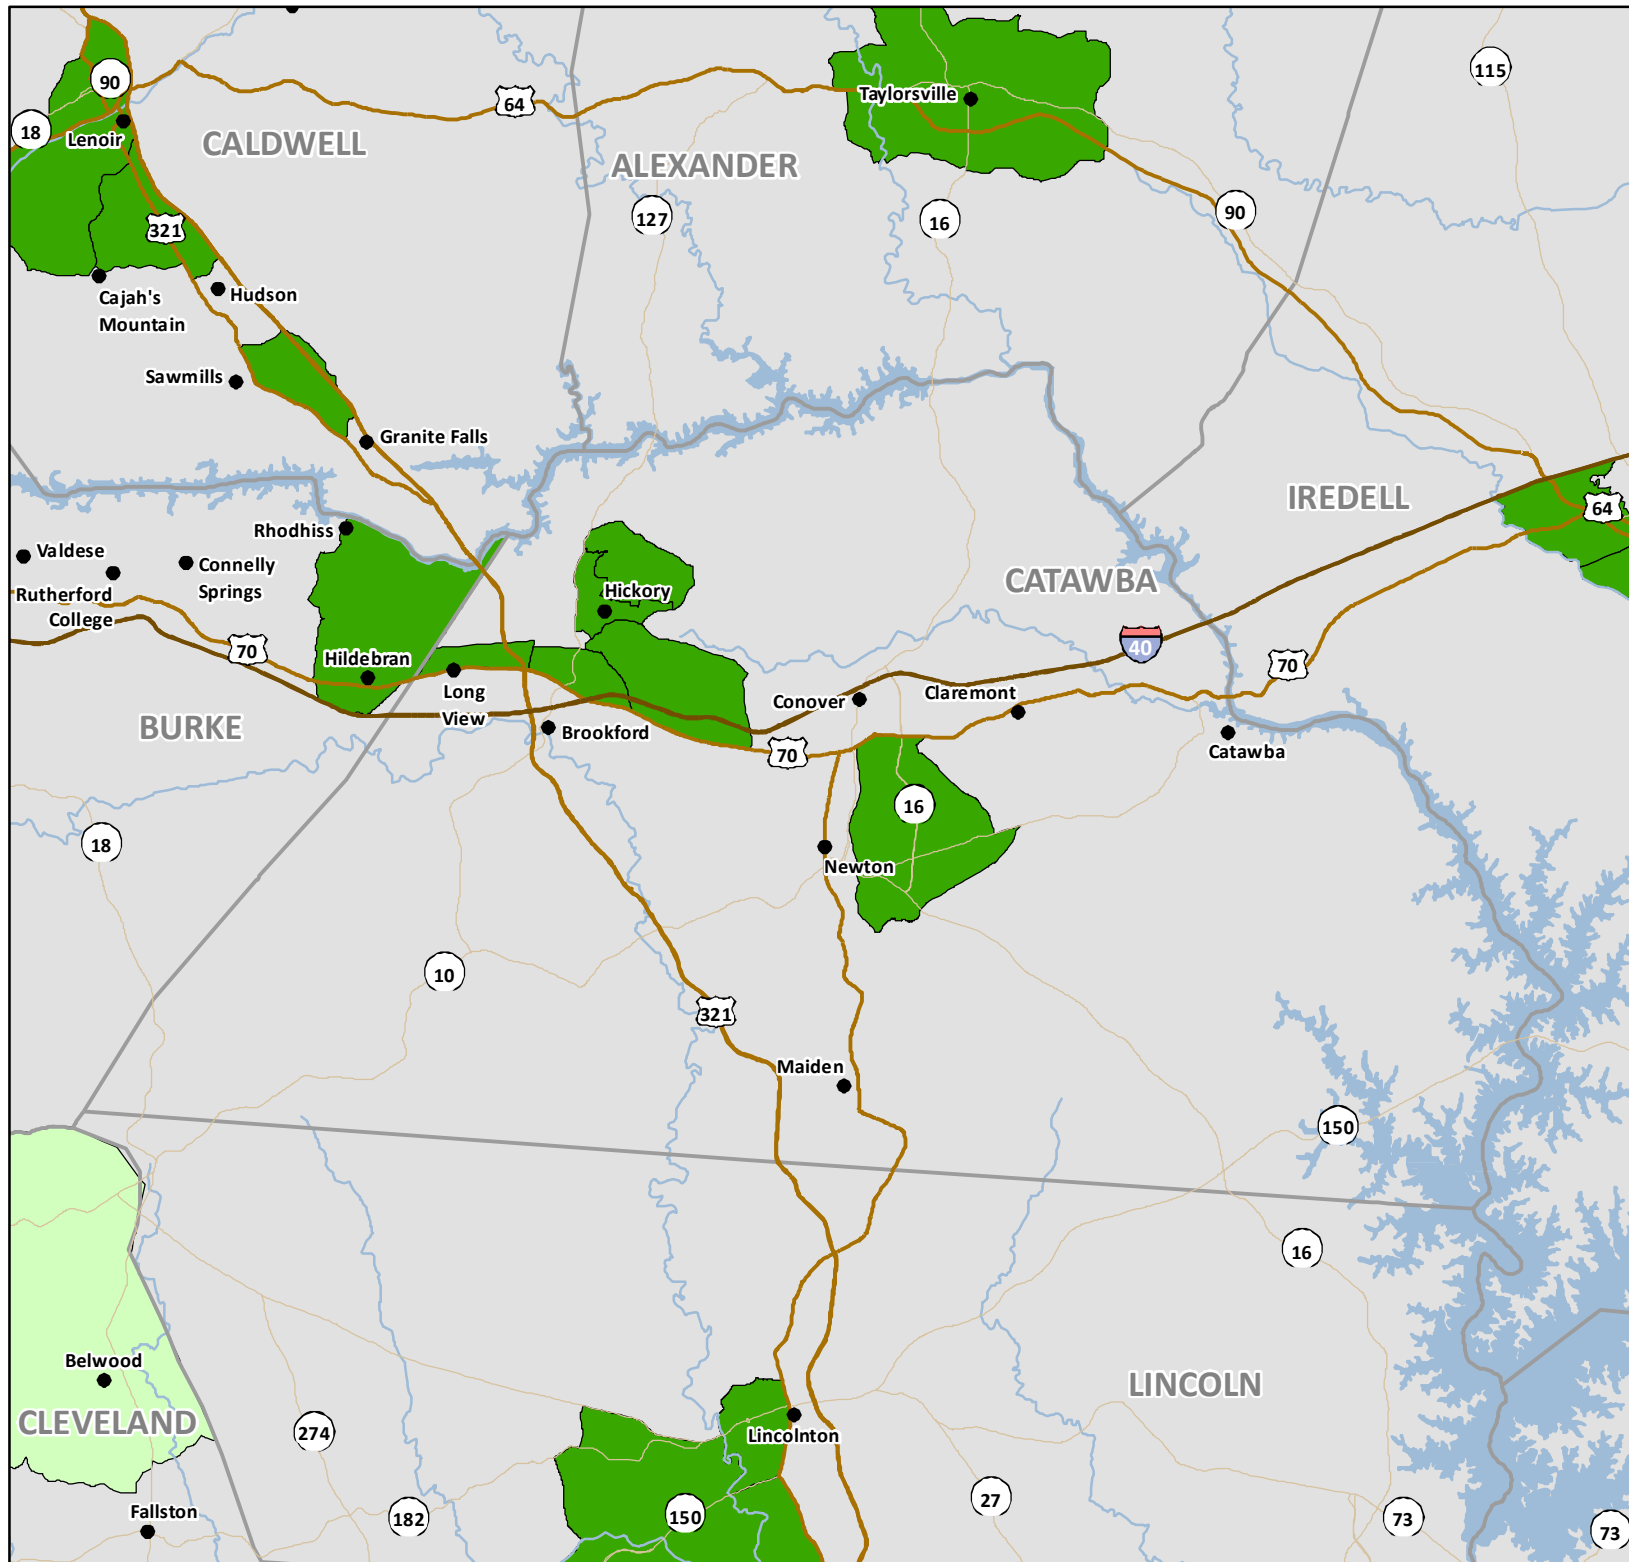 115
90
64
Taylorsville
18
Lenoir
CALDWELL
ALEXANDER
127
16
90
321
Cajah's
Mountain
Hudson
Sawmills
Granite Falls
IREDELL
64
Rhodhiss
Valdese
Connelly
Springs
Rutherford
College
CATAWBA
Hickory
70
Hildebran
40
70
Long
View
Conover
Claremont
BURKE
Brookford
70
Catawba
16
18
Newton
10
321
Maiden
150
16
Belwood
CLEVELAND
LINCOLN
274
Lincolnton
Fallston
182
150
27
73
73